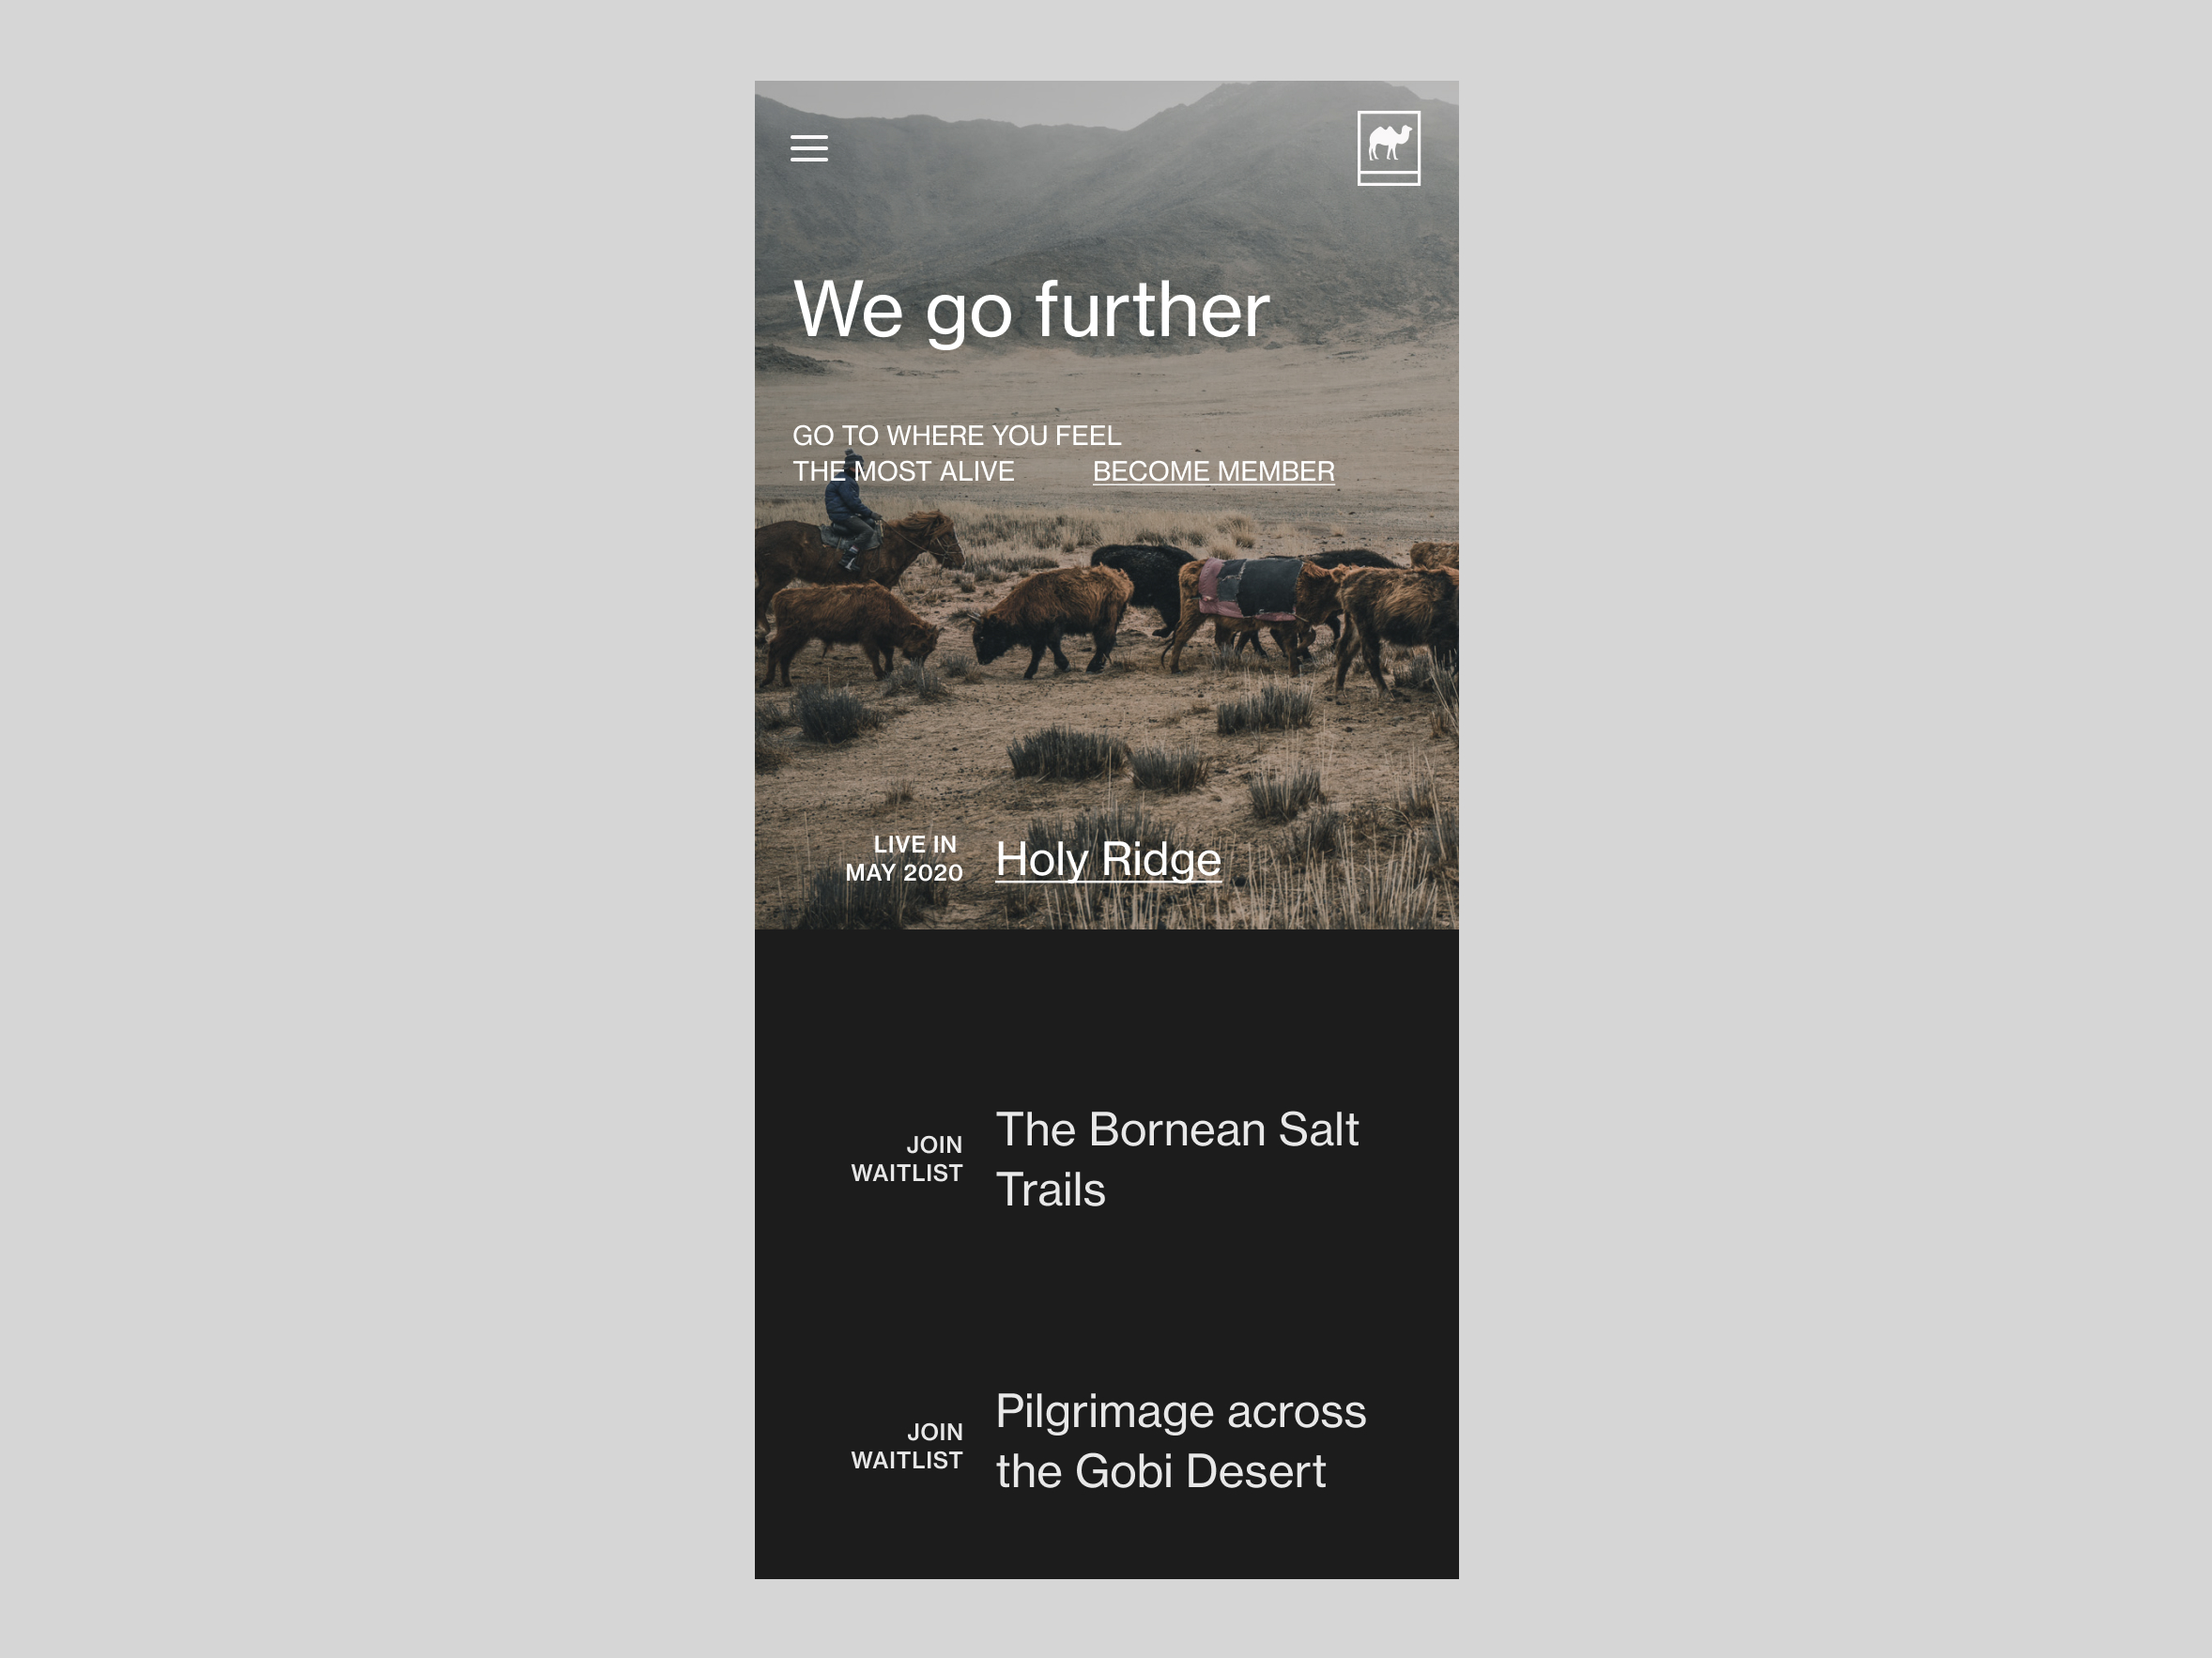 We go further
GO TO WHERE YOU FEEL
THE MOST ALIVE
BECOME MEMBER
LIVE IN
MAY 2020
Holy Ridge
JOIN
WAITLIST
The Bornean Salt
Trails
JOIN
WAITLIST
Pilgrimage across
the Gobi Desert